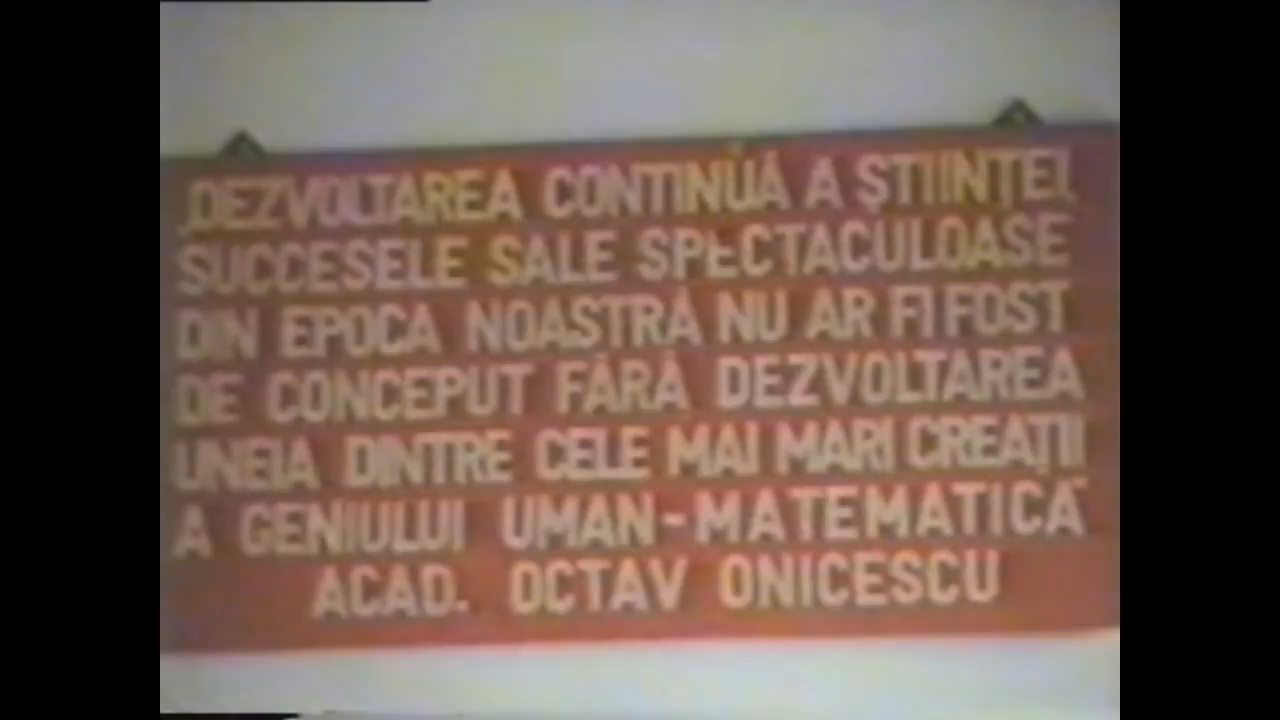 „DEZVOLTAREA CONTINUĂ A ȘTIINȚEI,
SUCCESELE SALE SPECTACULOASE
DIN EPOCA NOASTRĂ NU AR FI FOST
DE CONCEPUT FĂRĂ DEZVOLTAREA
UNEIA DINTRE CELE MAI MARI CREAȚII
A GENIULUI UMAN-MATEMATICA"
ACAD. OCTAV ONICESCU